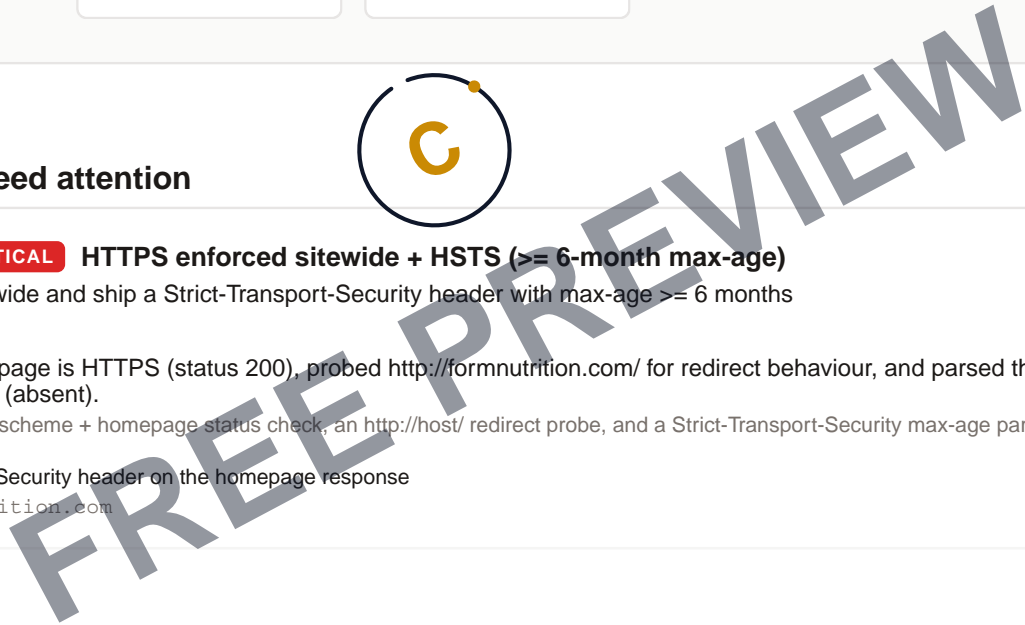 C
eed attention
TICAL HTTPS enforced sitewide + HSTS (>= 6-month max-age)
wide and ship a Strict-Transport-Security header with max-age >= 6 months
page is HTTPS (status 200), probed http://formnutrition.com/ for redirect behaviour, and parsed th
(absent).
scheme + homepage status check, an http://host/ redirect probe, and a Strict-Transport-Security max-age par
Security header on the homepage response
ition.com
FREE PREVIEW